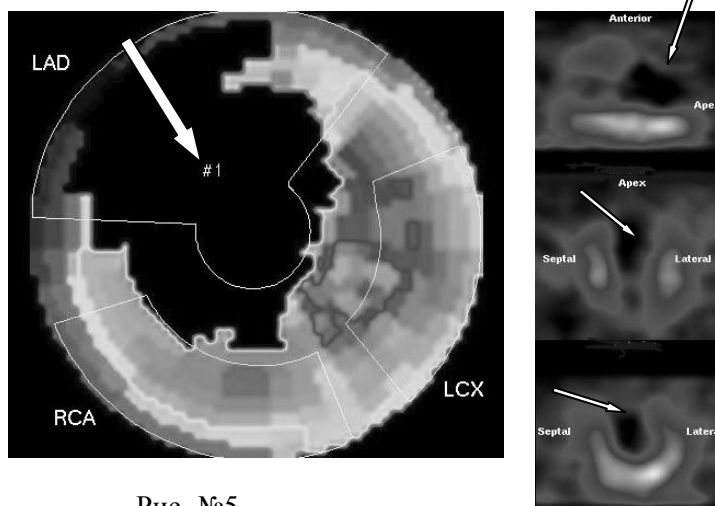 LAD
#1
RCA
LCX
Anterior
Ape
Apex
Septal
Lateral
Septal
Latera
Рис. №5